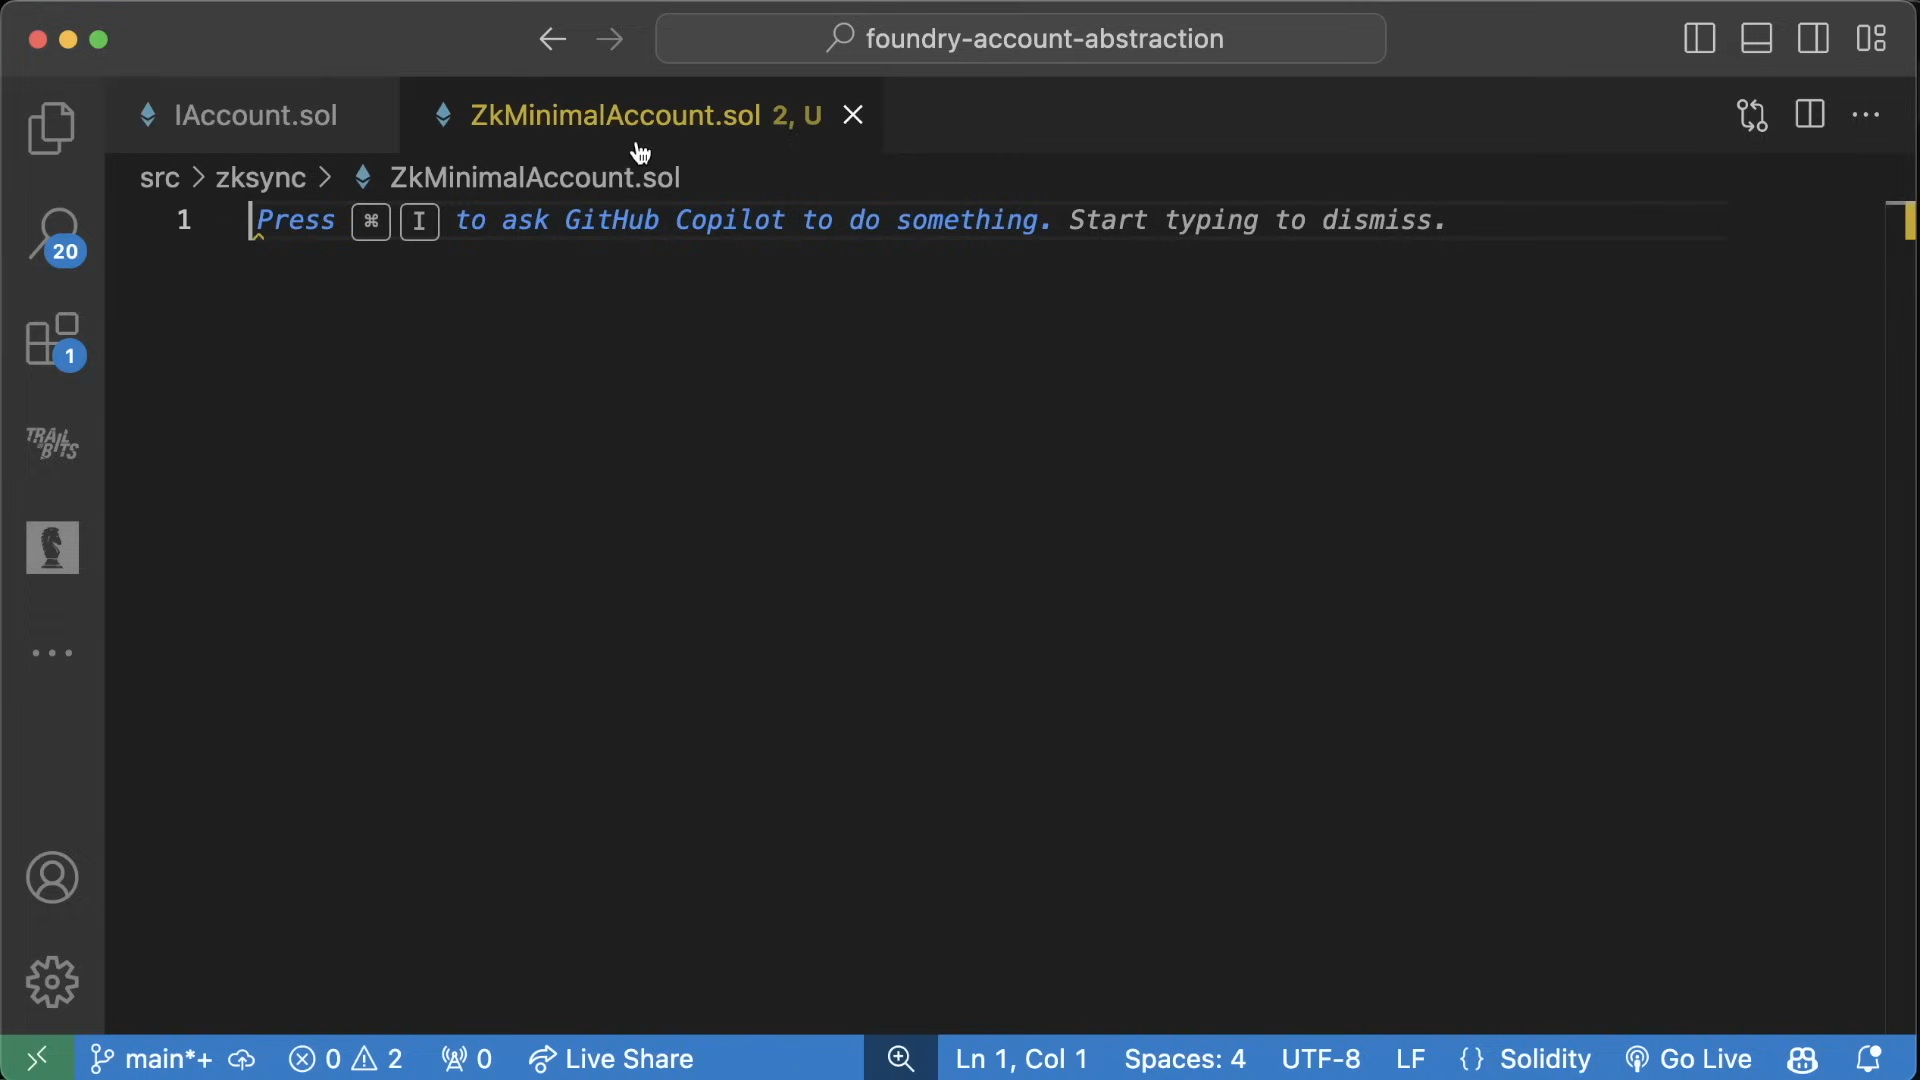 foundry-account-abstraction
IAccount.sol
ZkMinimalAccount.sol 2, U
src > zksync > ZkMinimalAccount.sol
1 Press ⌘ I to ask GitHub Copilot to do something. Start typing to dismiss.
20
1
TRAIL
OF BITS
main*+ 0 2 0 Live Share Ln 1, Col 1 Spaces: 4 UTF-8 LF {} Solidity Go Live